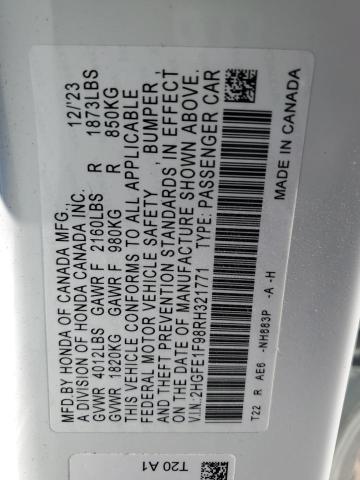 MFD.BY HONDA OF CANADA MFG.,
A DIVISION OF HONDA CANADA INC. 12/'23
GVWR 4012LBS GAWR F 2160LBS R 1873LBS
GVWR 1820KG GAWR F 980KG R 850KG
THIS VEHICLE CONFORMS TO ALL APPLICABLE
FEDERAL MOTOR VEHICLE SAFETY, BUMPER,
AND THEFT PREVENTION STANDARDS IN EFFECT
ON THE DATE OF MANUFACTURE SHOWN ABOVE.
V.I.N.:2HGFE1F98RH321771 TYPE: PASSENGER CAR
T22 R AE6 -NH883P -A -H
MADE IN CANADA
T20 A1